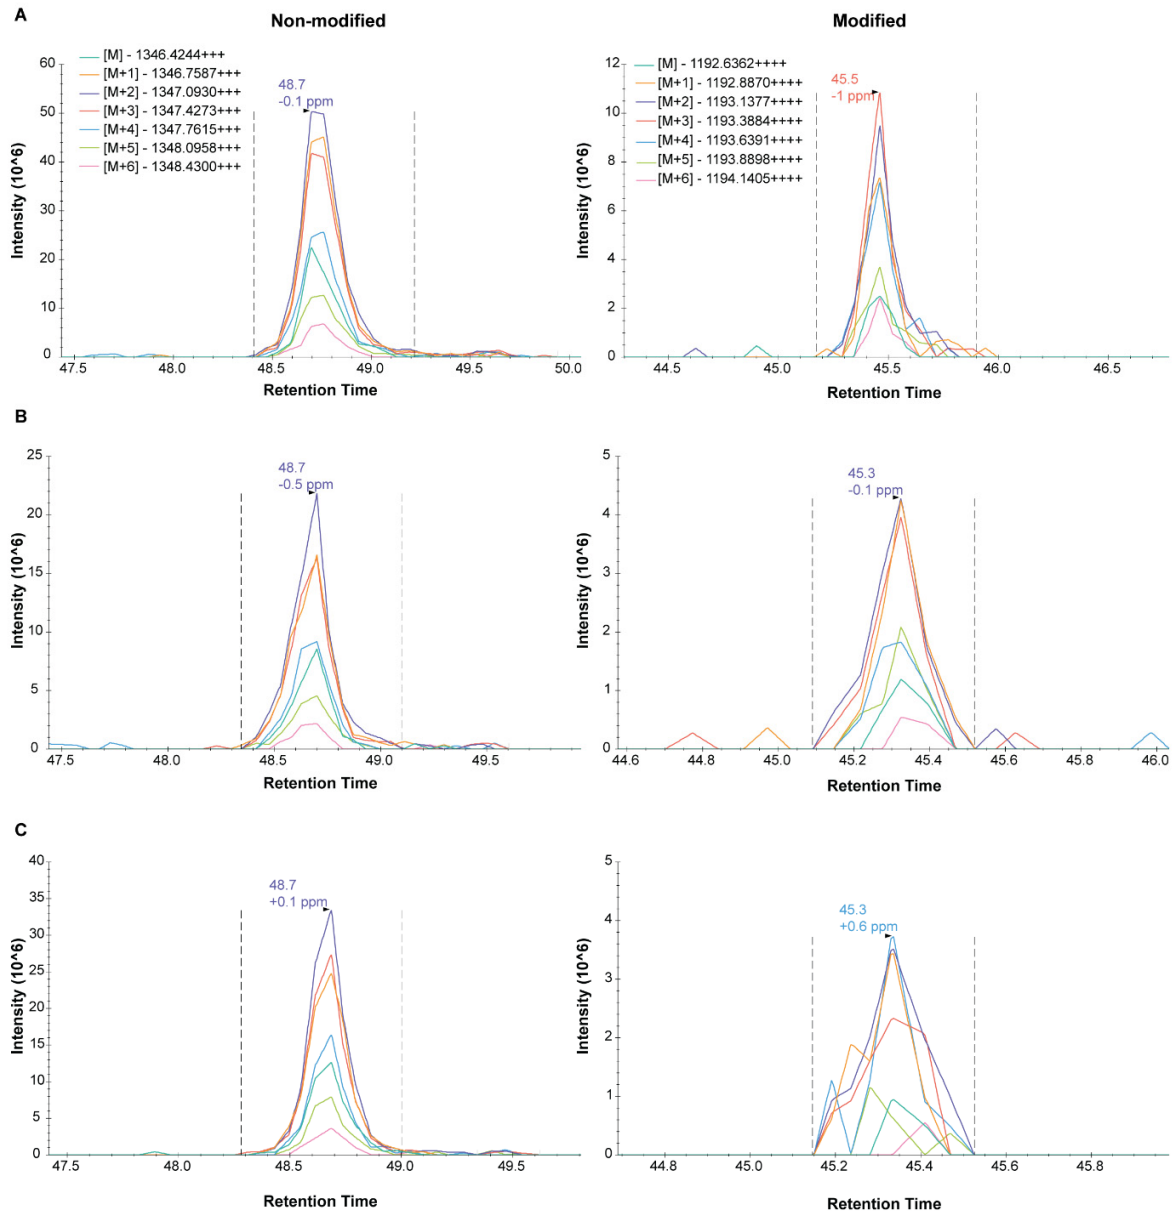 A
Non-modified
Modified
[M] - 1346.4244+++
[M+1] - 1346.7587+++
[M+2] - 1347.0930+++
[M+3] - 1347.4273+++
[M+4] - 1347.7615+++
[M+5] - 1348.0958+++
[M+6] - 1348.4300+++
48.7
-0.1 ppm
60
50
40
30
20
10
0
Intensity (10^6)
47.5 48.0 48.5 49.0 49.5 50.0
Retention Time
[M] - 1192.6362++++
[M+1] - 1192.8870++++
[M+2] - 1193.1377++++
[M+3] - 1193.3884++++
[M+4] - 1193.6391++++
[M+5] - 1193.8898++++
[M+6] - 1194.1405++++
45.5
-1 ppm
12
10
8
6
4
2
0
Intensity (10^6)
44.5 45.0 45.5 46.0 46.5
Retention Time
B
48.7
-0.5 ppm
25
20
15
10
5
0
Intensity (10^6)
47.5 48.0 48.5 49.0 49.5
Retention Time
45.3
-0.1 ppm
5
4
3
2
1
0
Intensity (10^6)
44.6 44.8 45.0 45.2 45.4 45.6 45.8 46.0
Retention Time
C
48.7
+0.1 ppm
40
35
30
25
20
15
10
5
0
Intensity (10^6)
47.5 48.0 48.5 49.0 49.5
Retention Time
45.3
+0.6 ppm
5
4
3
2
1
0
Intensity (10^6)
44.8 45.0 45.2 45.4 45.6 45.8
Retention Time